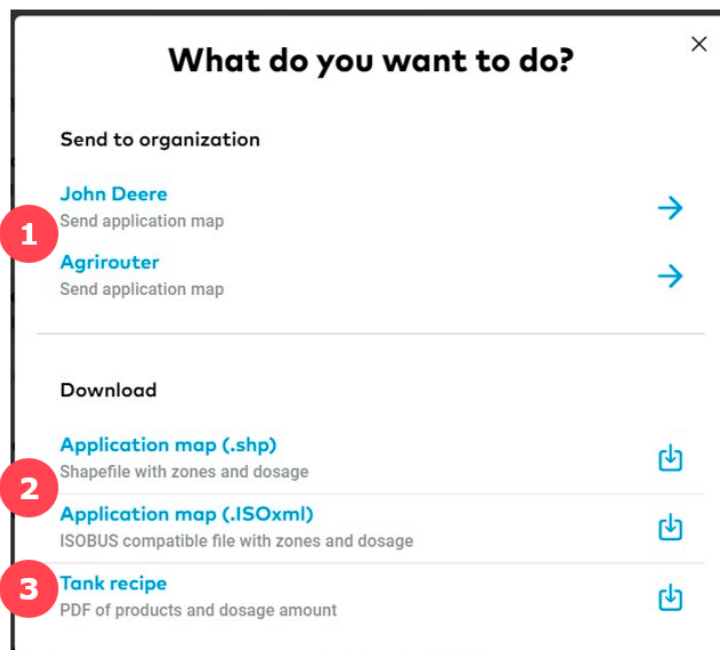 What do you want to do?
Send to organization
John Deere
Send application map
1
Agrirouter
Send application map
Download
Application map (.shp)
Shapefile with zones and dosage
2
Application map (.ISOxml)
ISOBUS compatible file with zones and dosage
3
Tank recipe
PDF of products and dosage amount